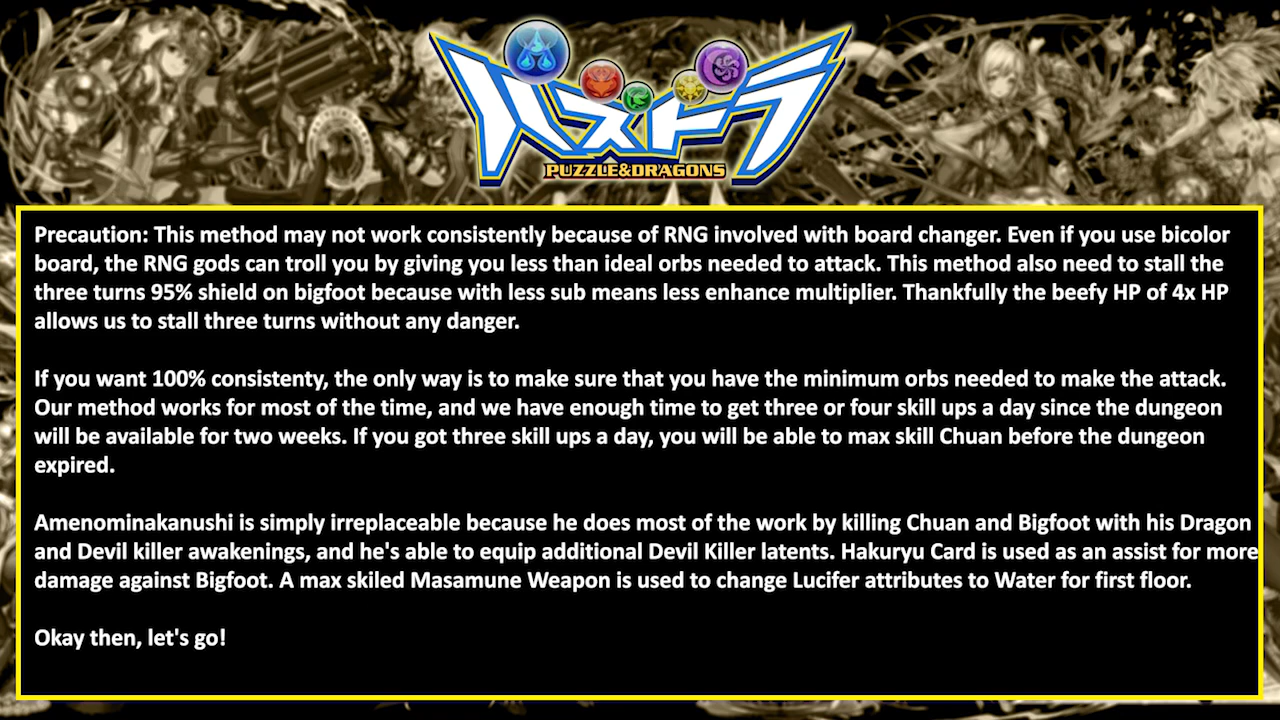 パズドラ
PUZZLE&DRAGONS
Precaution: This method may not work consistently because of RNG involved with board changer. Even if you use bicolor
board, the RNG gods can troll you by giving you less than ideal orbs needed to attack. This method also need to stall the
three turns 95% shield on bigfoot because with less sub means less enhance multiplier. Thankfully the beefy HP of 4x HP
allows us to stall three turns without any danger.
If you want 100% consistenty, the only way is to make sure that you have the minimum orbs needed to make the attack.
Our method works for most of the time, and we have enough time to get three or four skill ups a day since the dungeon
will be available for two weeks. If you got three skill ups a day, you will be able to max skill Chuan before the dungeon
expired.
Amenominakanushi is simply irreplaceable because he does most of the work by killing Chuan and Bigfoot with his Dragon
and Devil killer awakenings, and he's able to equip additional Devil Killer latents. Hakuryu Card is used as an assist for more
damage against Bigfoot. A max skiled Masamune Weapon is used to change Lucifer attributes to Water for first floor.
Okay then, let's go!